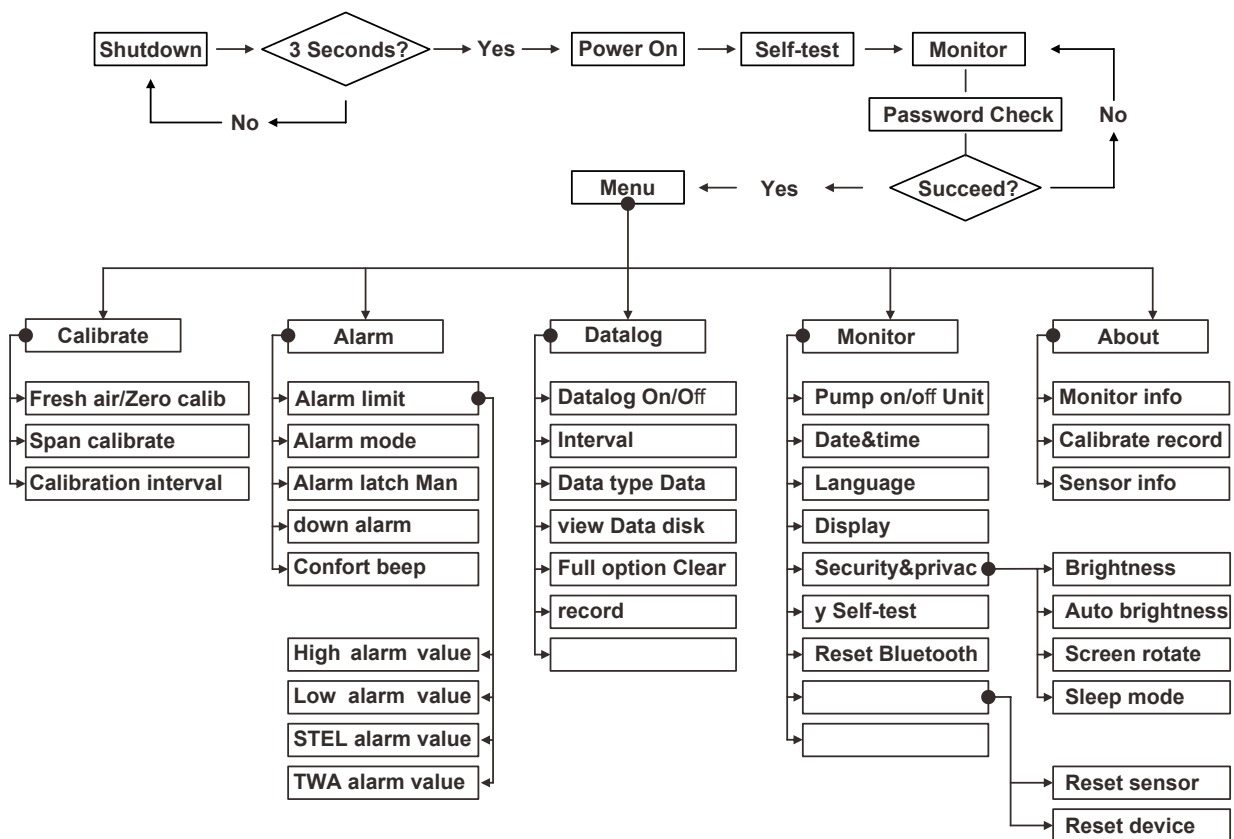 Shutdown
3 Seconds?
Yes
Power On
Self-test
Monitor
No
Password Check
No
Menu
Yes
Succeed?
Calibrate
Fresh air/Zero calib
Span calibrate
Calibration interval
Alarm
Alarm limit
Alarm mode
Alarm latch Man
down alarm
Confort beep
High alarm value
Low alarm value
STEL alarm value
TWA alarm value
Datalog
Datalog On/Off
Interval
Data type Data
view Data disk
Full option Clear
record
Monitor
Pump on/off Unit
Date&time
Language
Display
Security&privac
y Self-test
Reset Bluetooth
About
Monitor info
Calibrate record
Sensor info
Brightness
Auto brightness
Screen rotate
Sleep mode
Reset sensor
Reset device